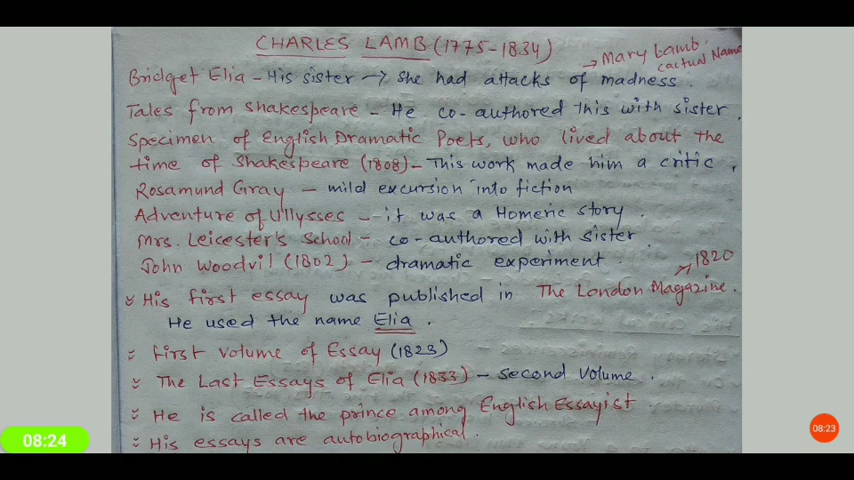 CHARLES LAMB (1775-1834)
→ Mary Lamb
(actual Name
Bridget Elia - His sister → She had attacks of madness.
Tales from Shakespeare - He co-authored this with sister.
Specimen of English Dramatic Poets, who lived about the
time of Shakespeare (1808) - This work made him a critic.
Rosamund Gray - mild excursion into fiction
Adventure of Ullysses - it was a Homeric story.
Mrs. Leicester's School - co-authored with sister.
John Woodvil (1802) - dramatic experiment.
→ 1820
His first essay was published in The London Magazine.
He used the name Elia.
First Volume of Essay (1823)
The Last Essays of Elia (1833) - second volume.
He is called the prince among English Essayist.
His essays are autobiographical.
08:24
08:23